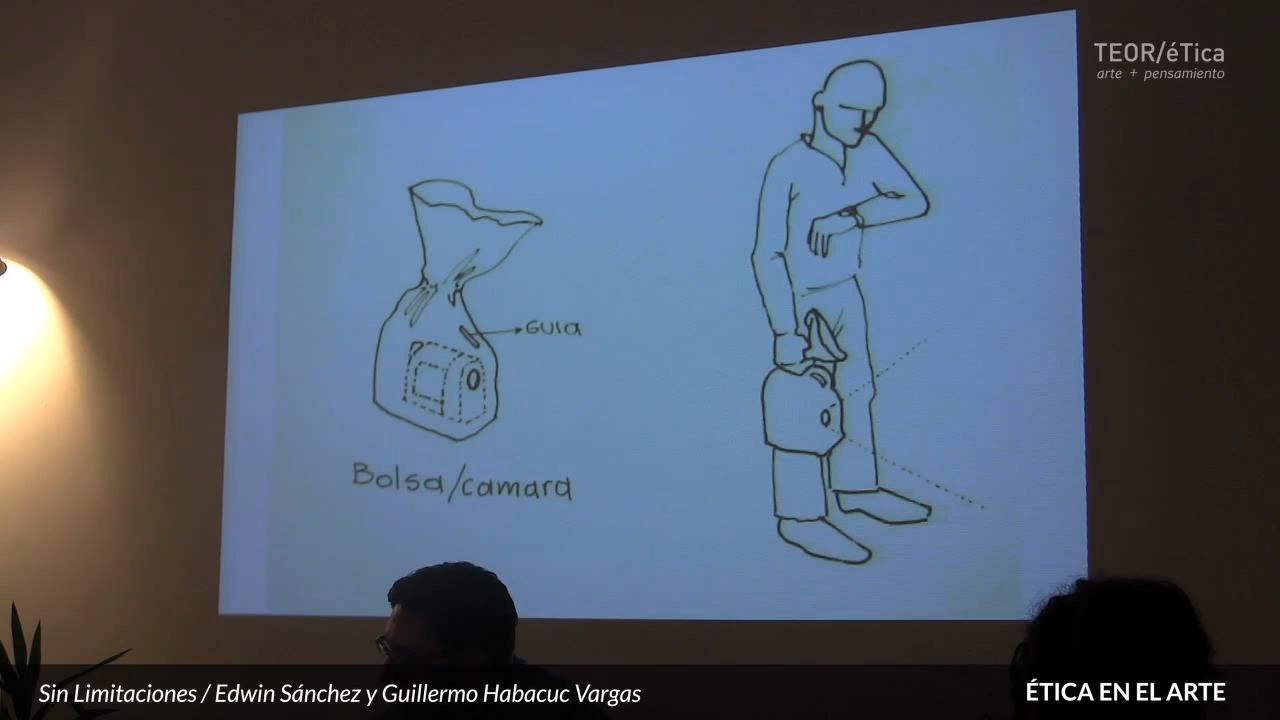 TEOR/éTica
arte + pensamiento
GUIA
Bolsa/camara
Sin Limitaciones / Edwin Sánchez y Guillermo Habacuc Vargas
ÉTICA EN EL ARTE